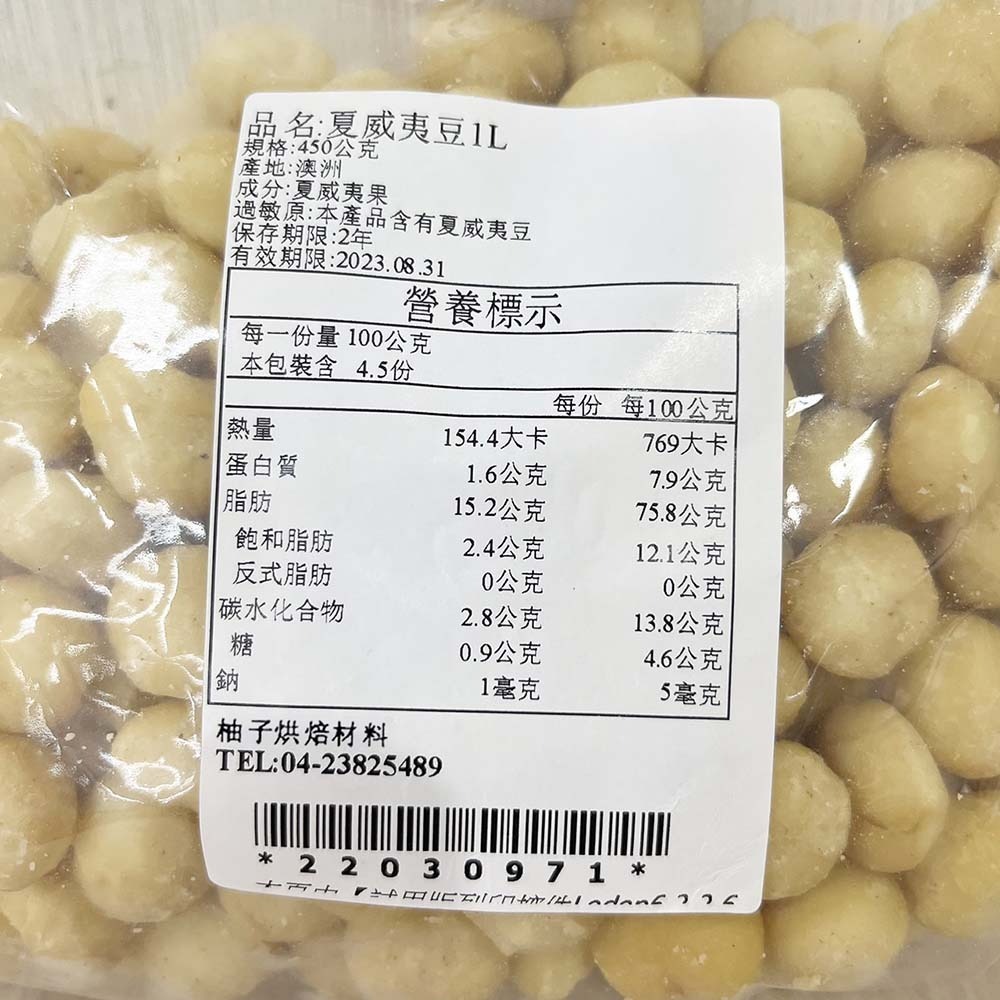 品 名:夏威夷豆1L
規格:450公克
產地:澳洲
成分:夏威夷果
過敏原:本產品含有夏威夷豆
保存期限:2年
有效期限:2023.08.31
營養標示
每一份量 100公克
本包裝含 4.5份
每份 每100公克
熱量 154.4大卡 769大卡
蛋白質 1.6公克 7.9公克
脂肪 15.2公克 75.8公克
飽和脂肪 2.4公克 12.1公克
反式脂肪 0公克 0公克
碳水化合物 2.8公克 13.8公克
糖 0.9公克 4.6公克
鈉 1毫克 5毫克
柚子烘焙材料
TEL:04-23825489
*22030971*